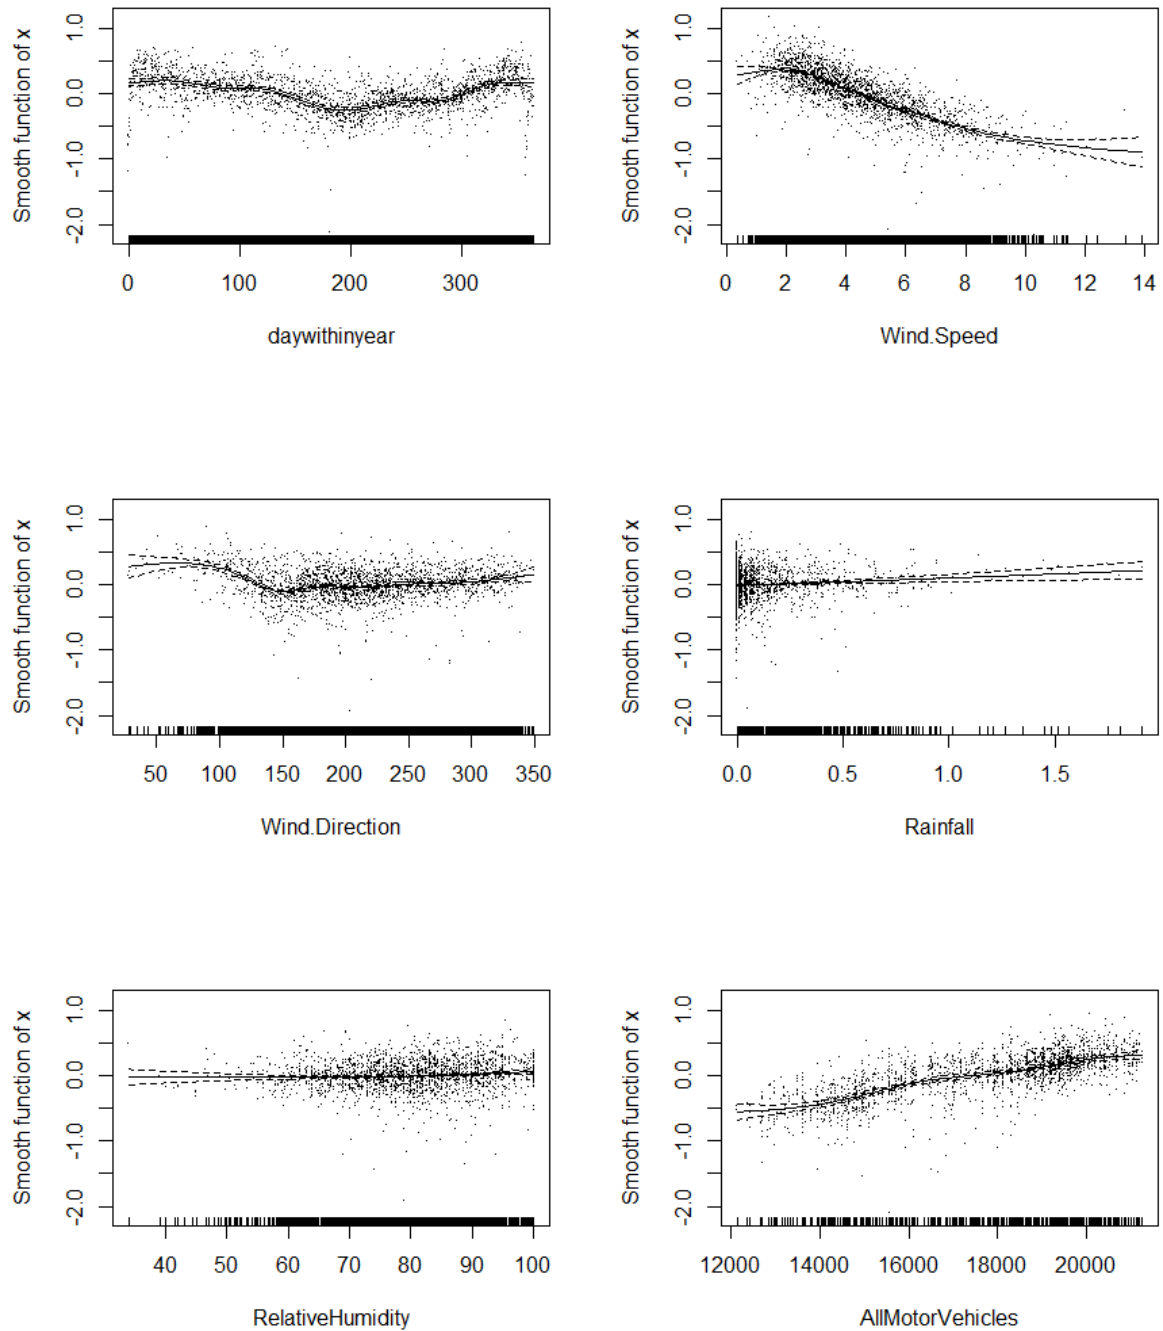 Smooth function of x
1.0
0.0
-1.0
-2.0
0 100 200 300
daywithinyear
Smooth function of x
1.0
0.0
-1.0
-2.0
0 2 4 6 8 10 12 14
Wind.Speed
Smooth function of x
1.0
0.0
-1.0
-2.0
50 100 150 200 250 300 350
Wind.Direction
Smooth function of x
1.0
0.0
-1.0
-2.0
0.0 0.5 1.0 1.5
Rainfall
Smooth function of x
1.0
0.0
-1.0
-2.0
40 50 60 70 80 90 100
RelativeHumidity
Smooth function of x
1.0
0.0
-1.0
-2.0
12000 14000 16000 18000 20000
AllMotorVehicles